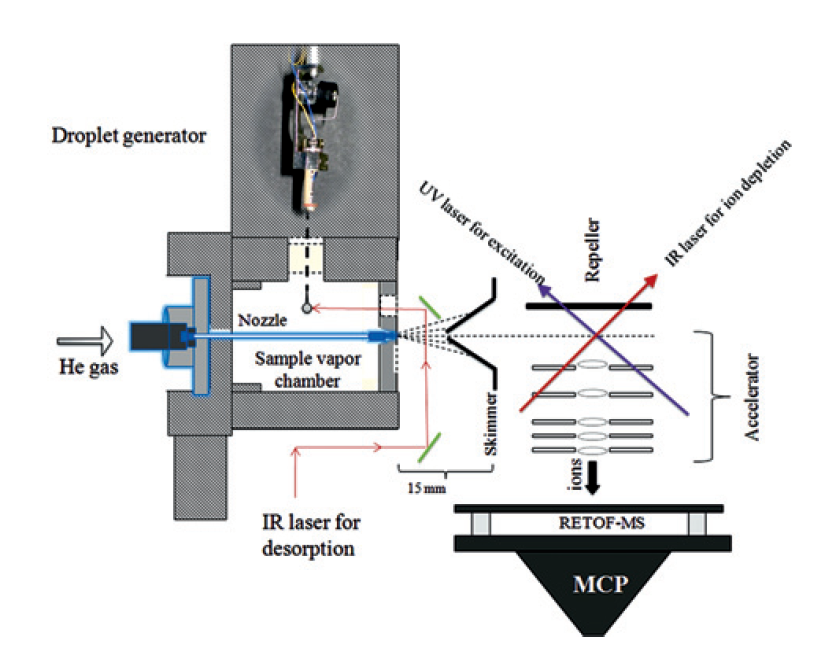 Droplet generator
UV laser for excitation
Repeller
IR laser for ion depletion
He gas
Nozzle
Sample vapor
chamber
Skimmer
Accelerator
15 mm
ions
IR laser for
desorption
RETOF-MS
MCP